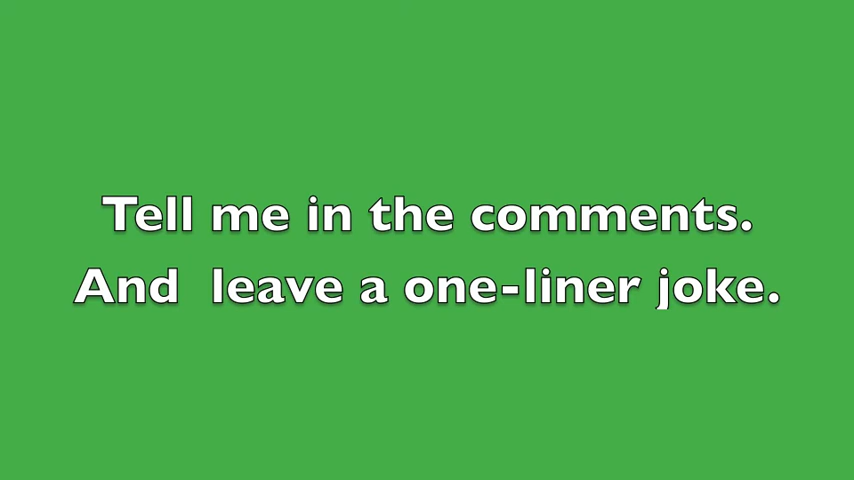 Tell me in the comments.
And  leave a one-liner joke.